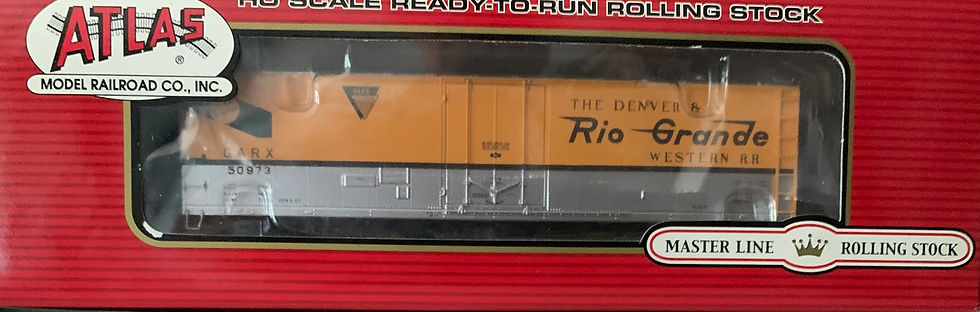 HO SCALE READY-TO-RUN ROLLING STOCK
ATLAS
®
MODEL RAILROAD CO., INC.
THE DENVER &
Rio Grande
WESTERN RR
GARX
50973
MASTER LINE ROLLING STOCK